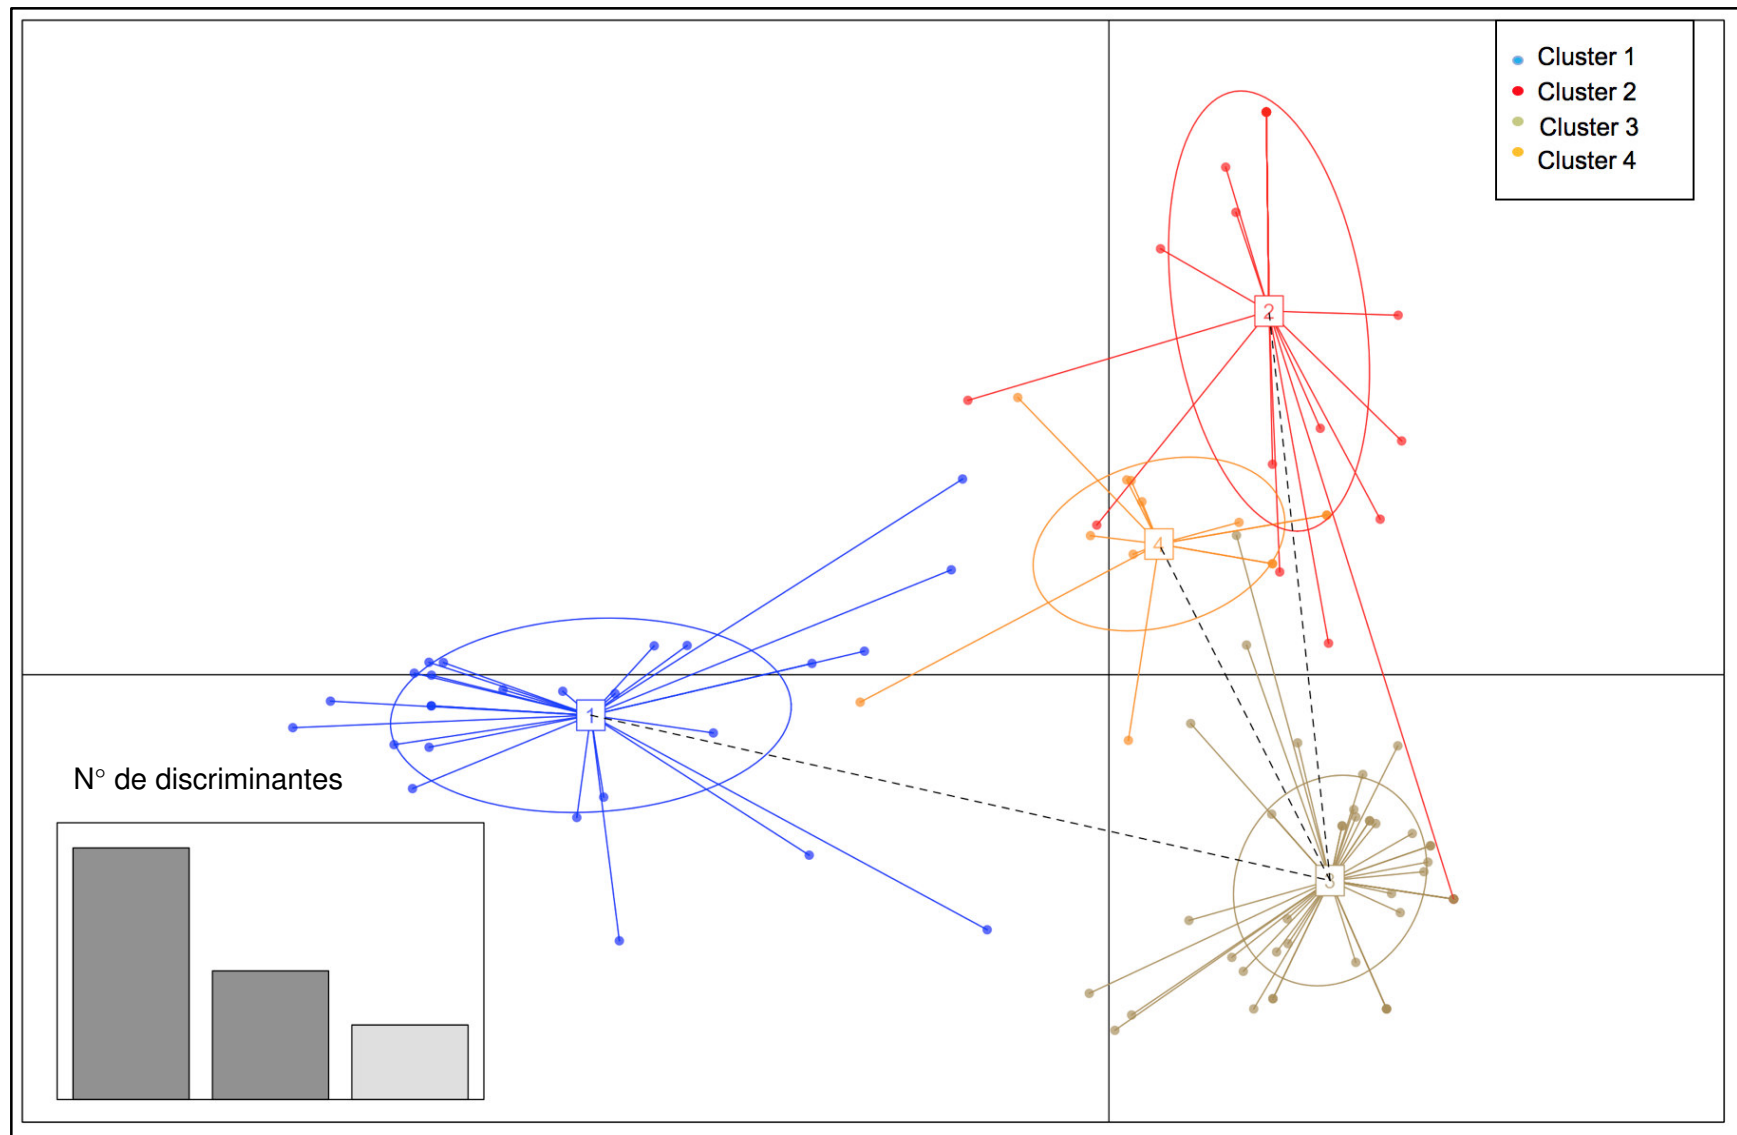 Cluster 1
Cluster 2
Cluster 3
Cluster 4
2
4
1
3
N° de discriminantes